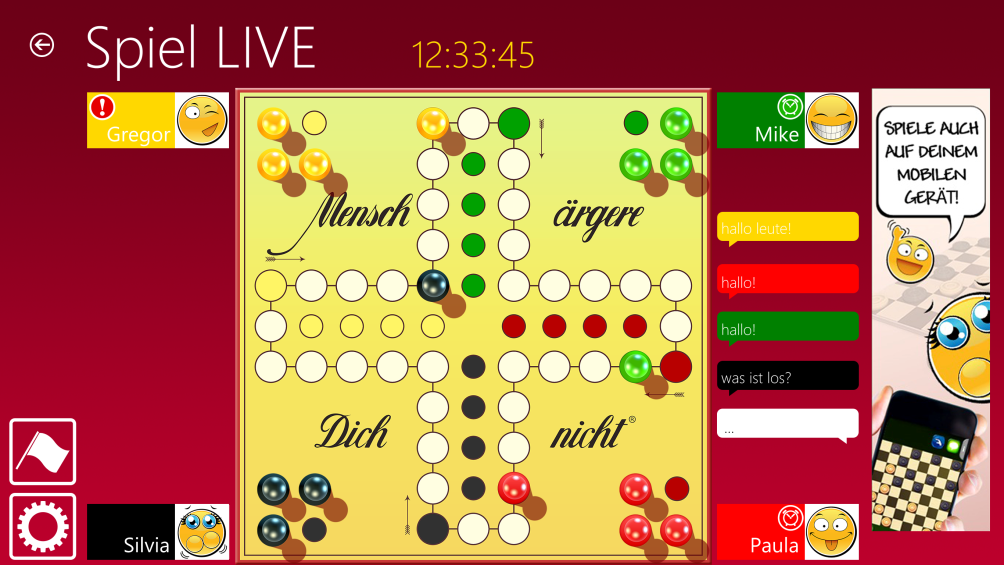 Spiel LIVE
12:33:45
Gregor
Mike
SPIELE AUCH
AUF DEINEM
MOBILEN
GERÄT!
Mensch
ärgere
hallo leute!
hallo!
hallo!
was ist los?
...
Dich
nicht®
Silvia
Paula